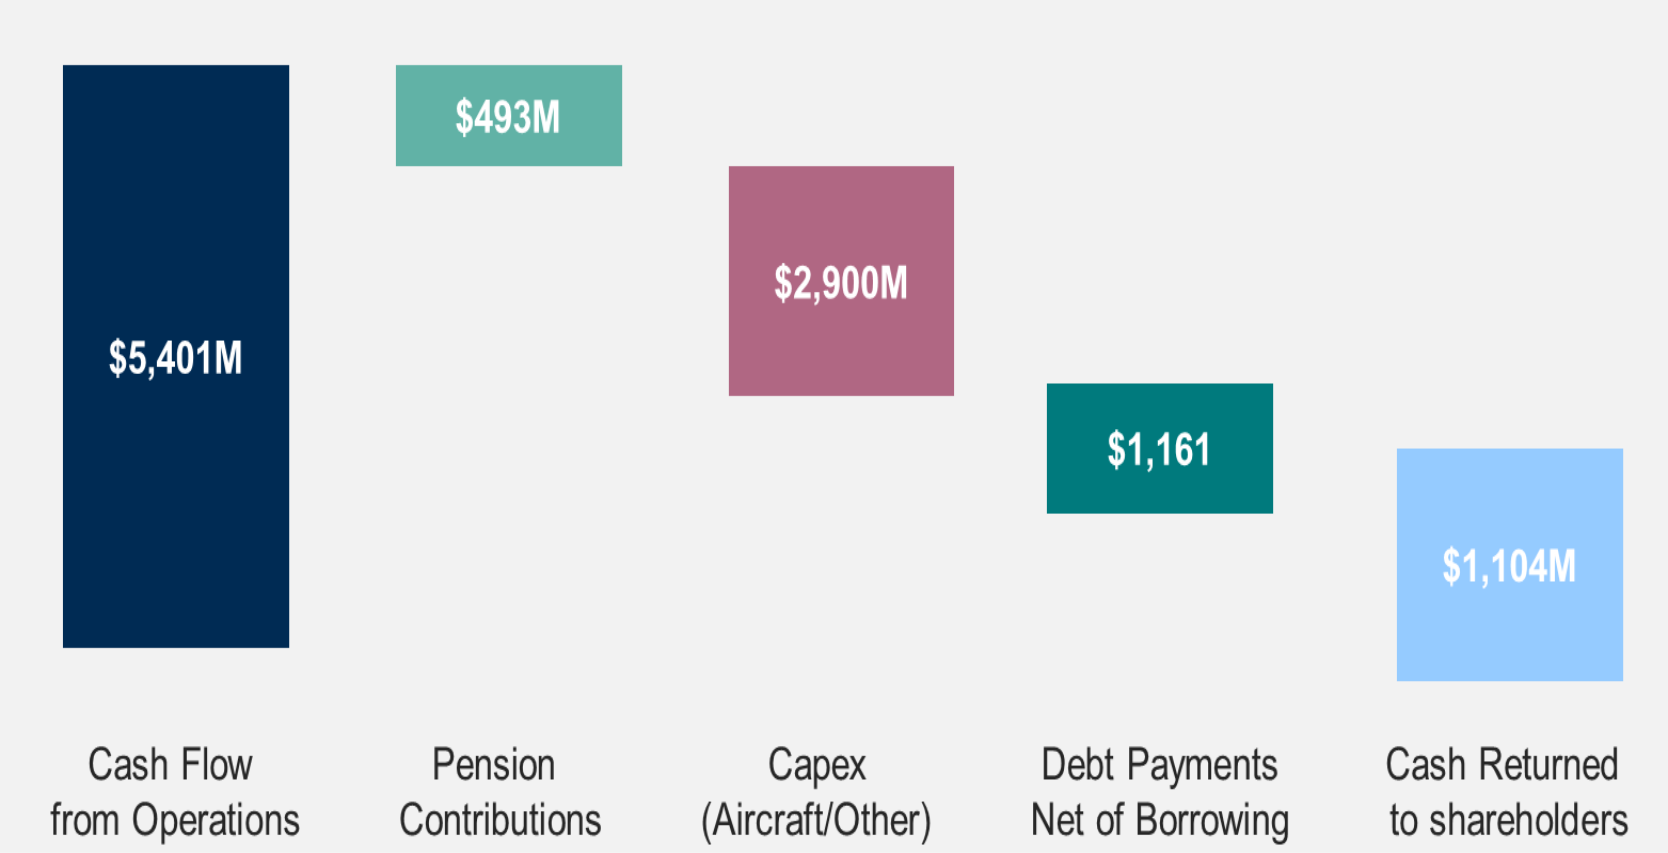 $5,401M
$493M
$2,900M
$1,161
$1,104M
Cash Flow
from Operations
Pension
Contributions
Capex
(Aircraft/Other)
Debt Payments
Net of Borrowing
Cash Returned
to shareholders